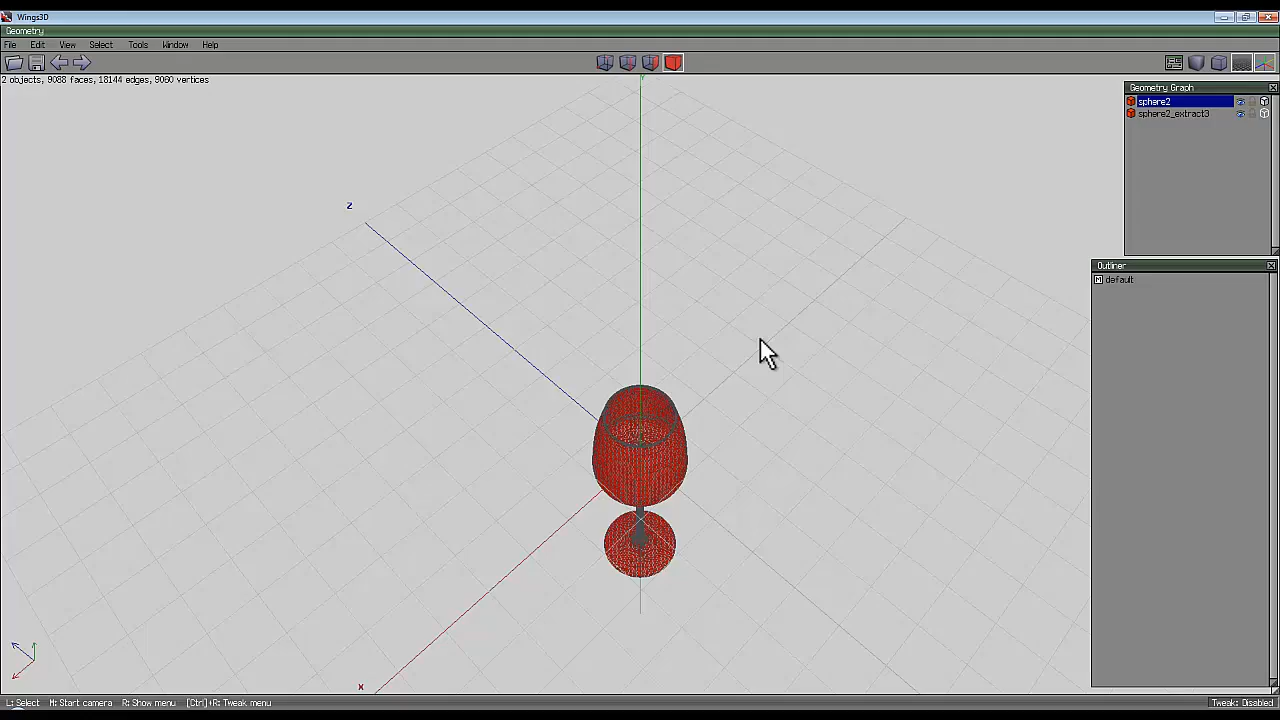 Wings3D
Geometry
File Edit View Select Tools Window Help
2 objects, 9088 faces, 18144 edges, 9060 vertices
Geometry Graph
sphere2
sphere2_extract3
Outliner
M default
Y
Z
X
L: Select M: Start camera R: Show menu [Ctrl]+R: Tweak menu
Tweak: Disabled